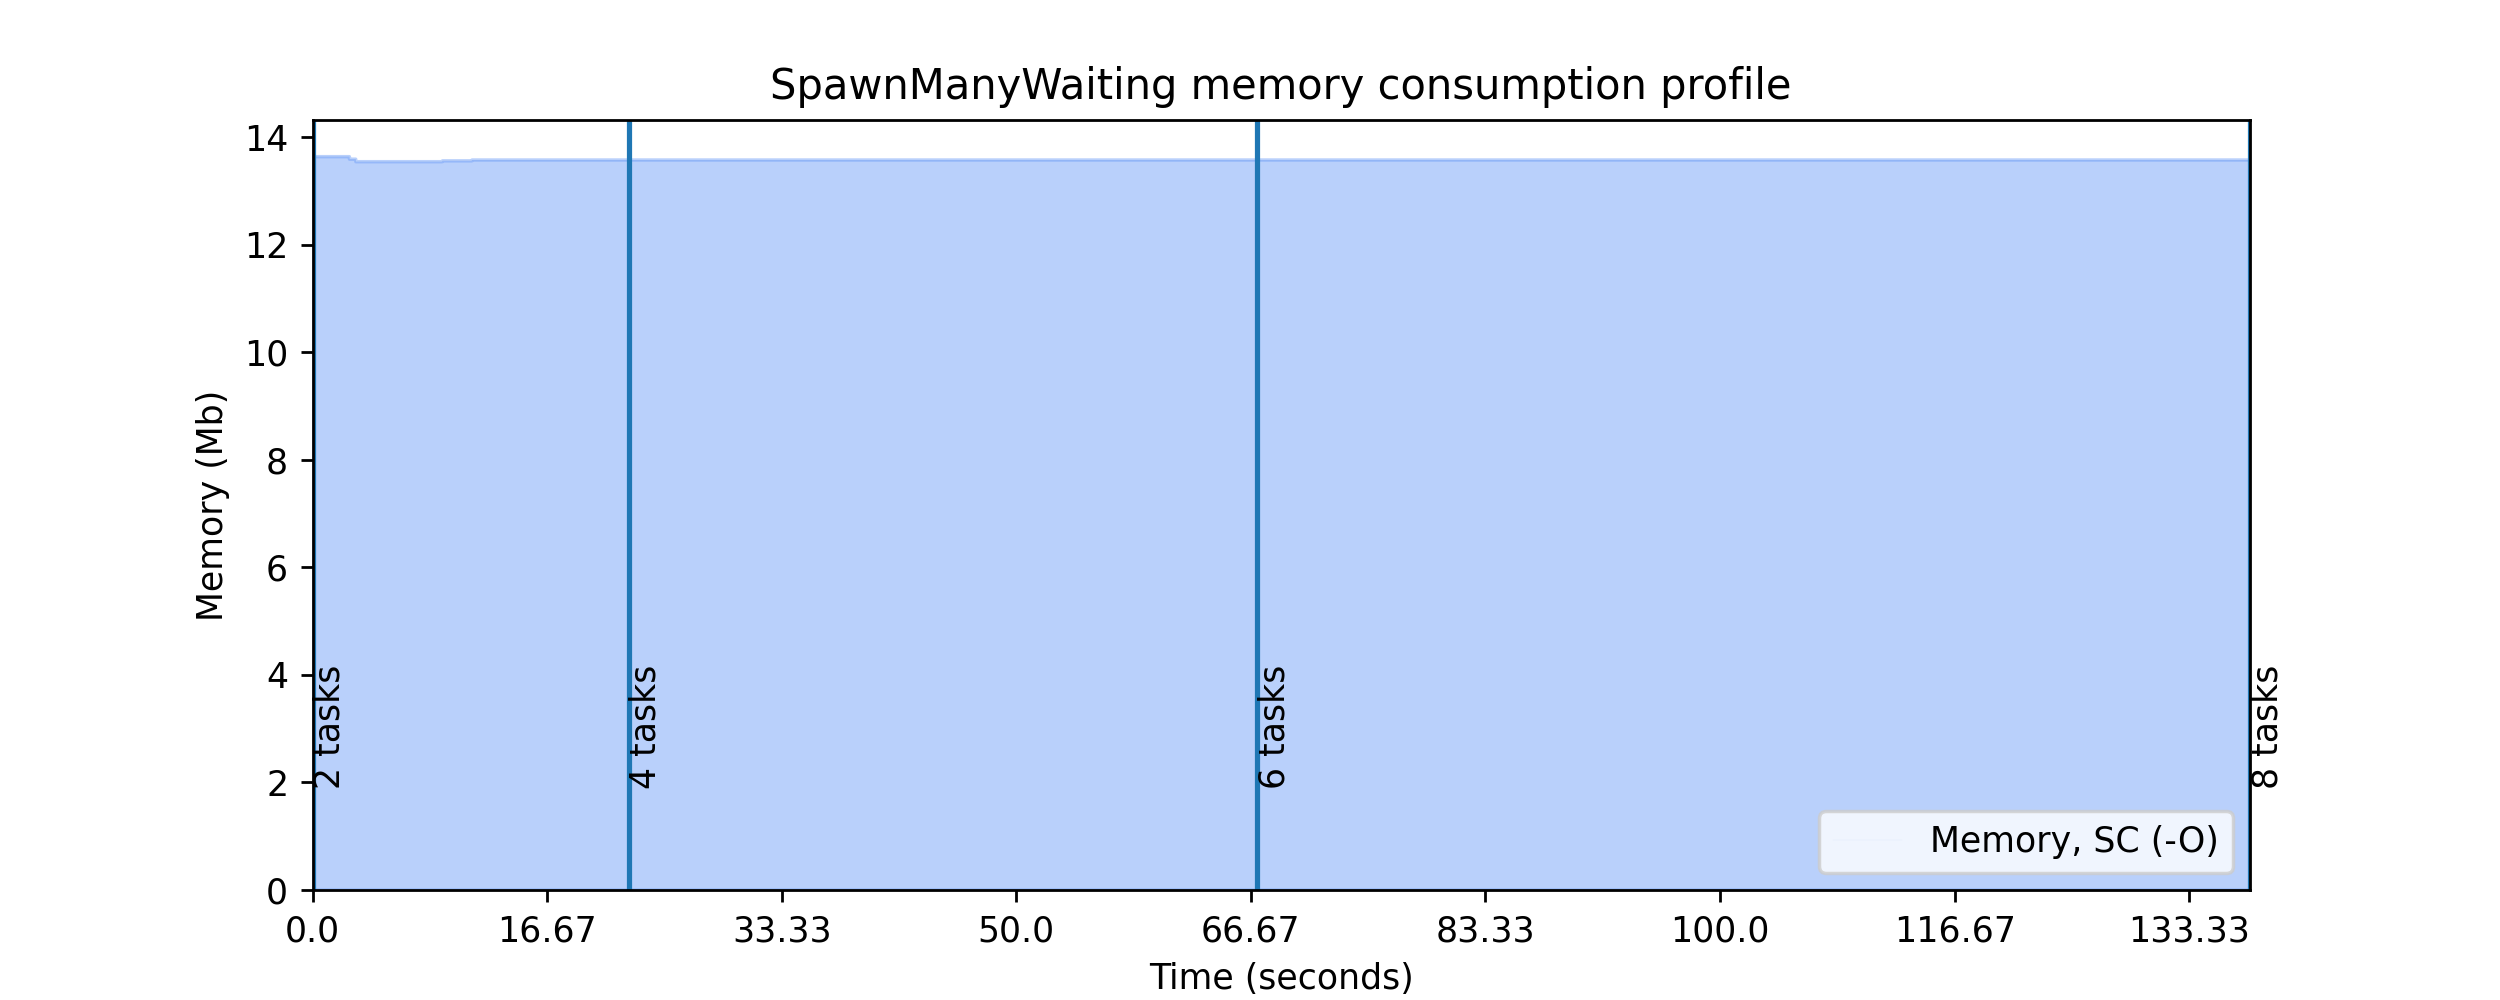 SpawnManyWaiting memory consumption profile
14
12
10
8
6
4
2
0
Memory (Mb)
2 tasks
4 tasks
6 tasks
8 tasks
Memory, SC (-O)
0.0
16.67
33.33
50.0
66.67
83.33
100.0
116.67
133.33
Time (seconds)